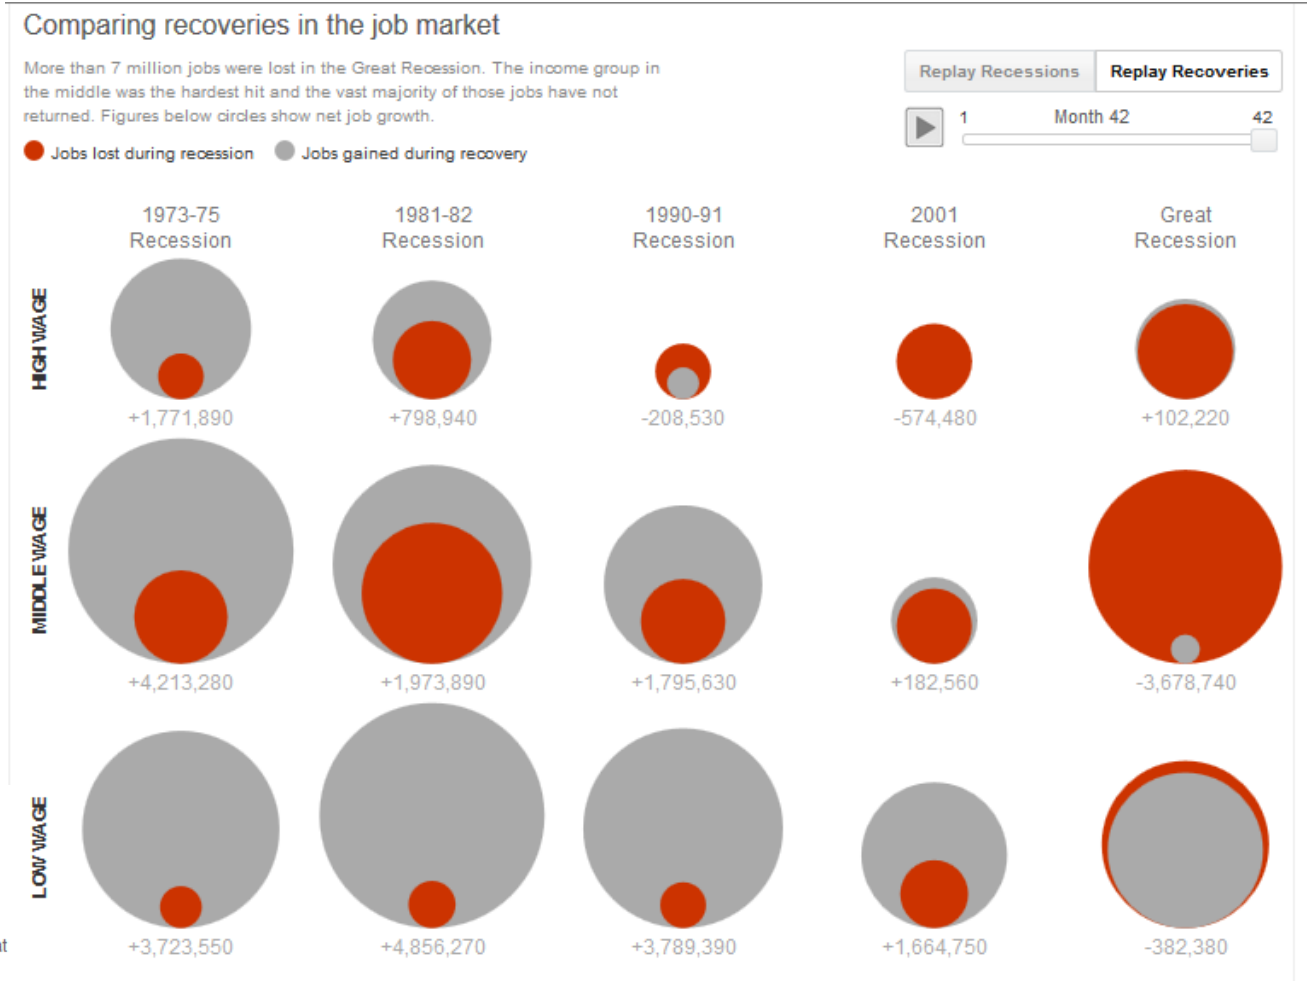 Comparing recoveries in the job market
More than 7 million jobs were lost in the Great Recession. The income group in
the middle was the hardest hit and the vast majority of those jobs have not
returned. Figures below circles show net job growth.
Jobs lost during recession Jobs gained during recovery
Replay Recessions Replay Recoveries
1 Month 42 42
1973-75 1981-82 1990-91 2001 Great
Recession Recession Recession Recession Recession
HIGH WAGE
+1,771,890 +798,940 -208,530 -574,480 +102,220
MIDDLE WAGE
+4,213,280 +1,973,890 +1,795,630 +182,560 -3,678,740
LOW WAGE
+3,723,550 +4,856,270 +3,789,390 +1,664,750 -382,380